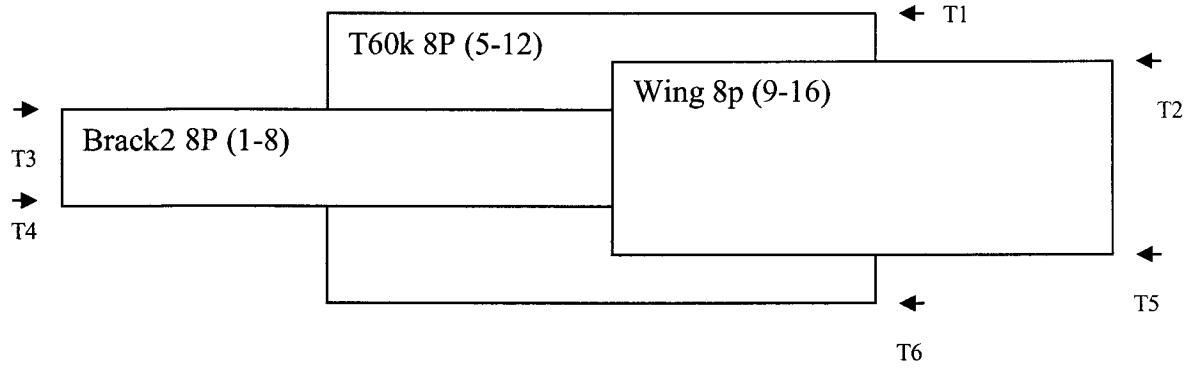 T1
T60k 8P (5-12)
Wing 8p (9-16)
T2
Brack2 8P (1-8)
T3
T4
T5
T6